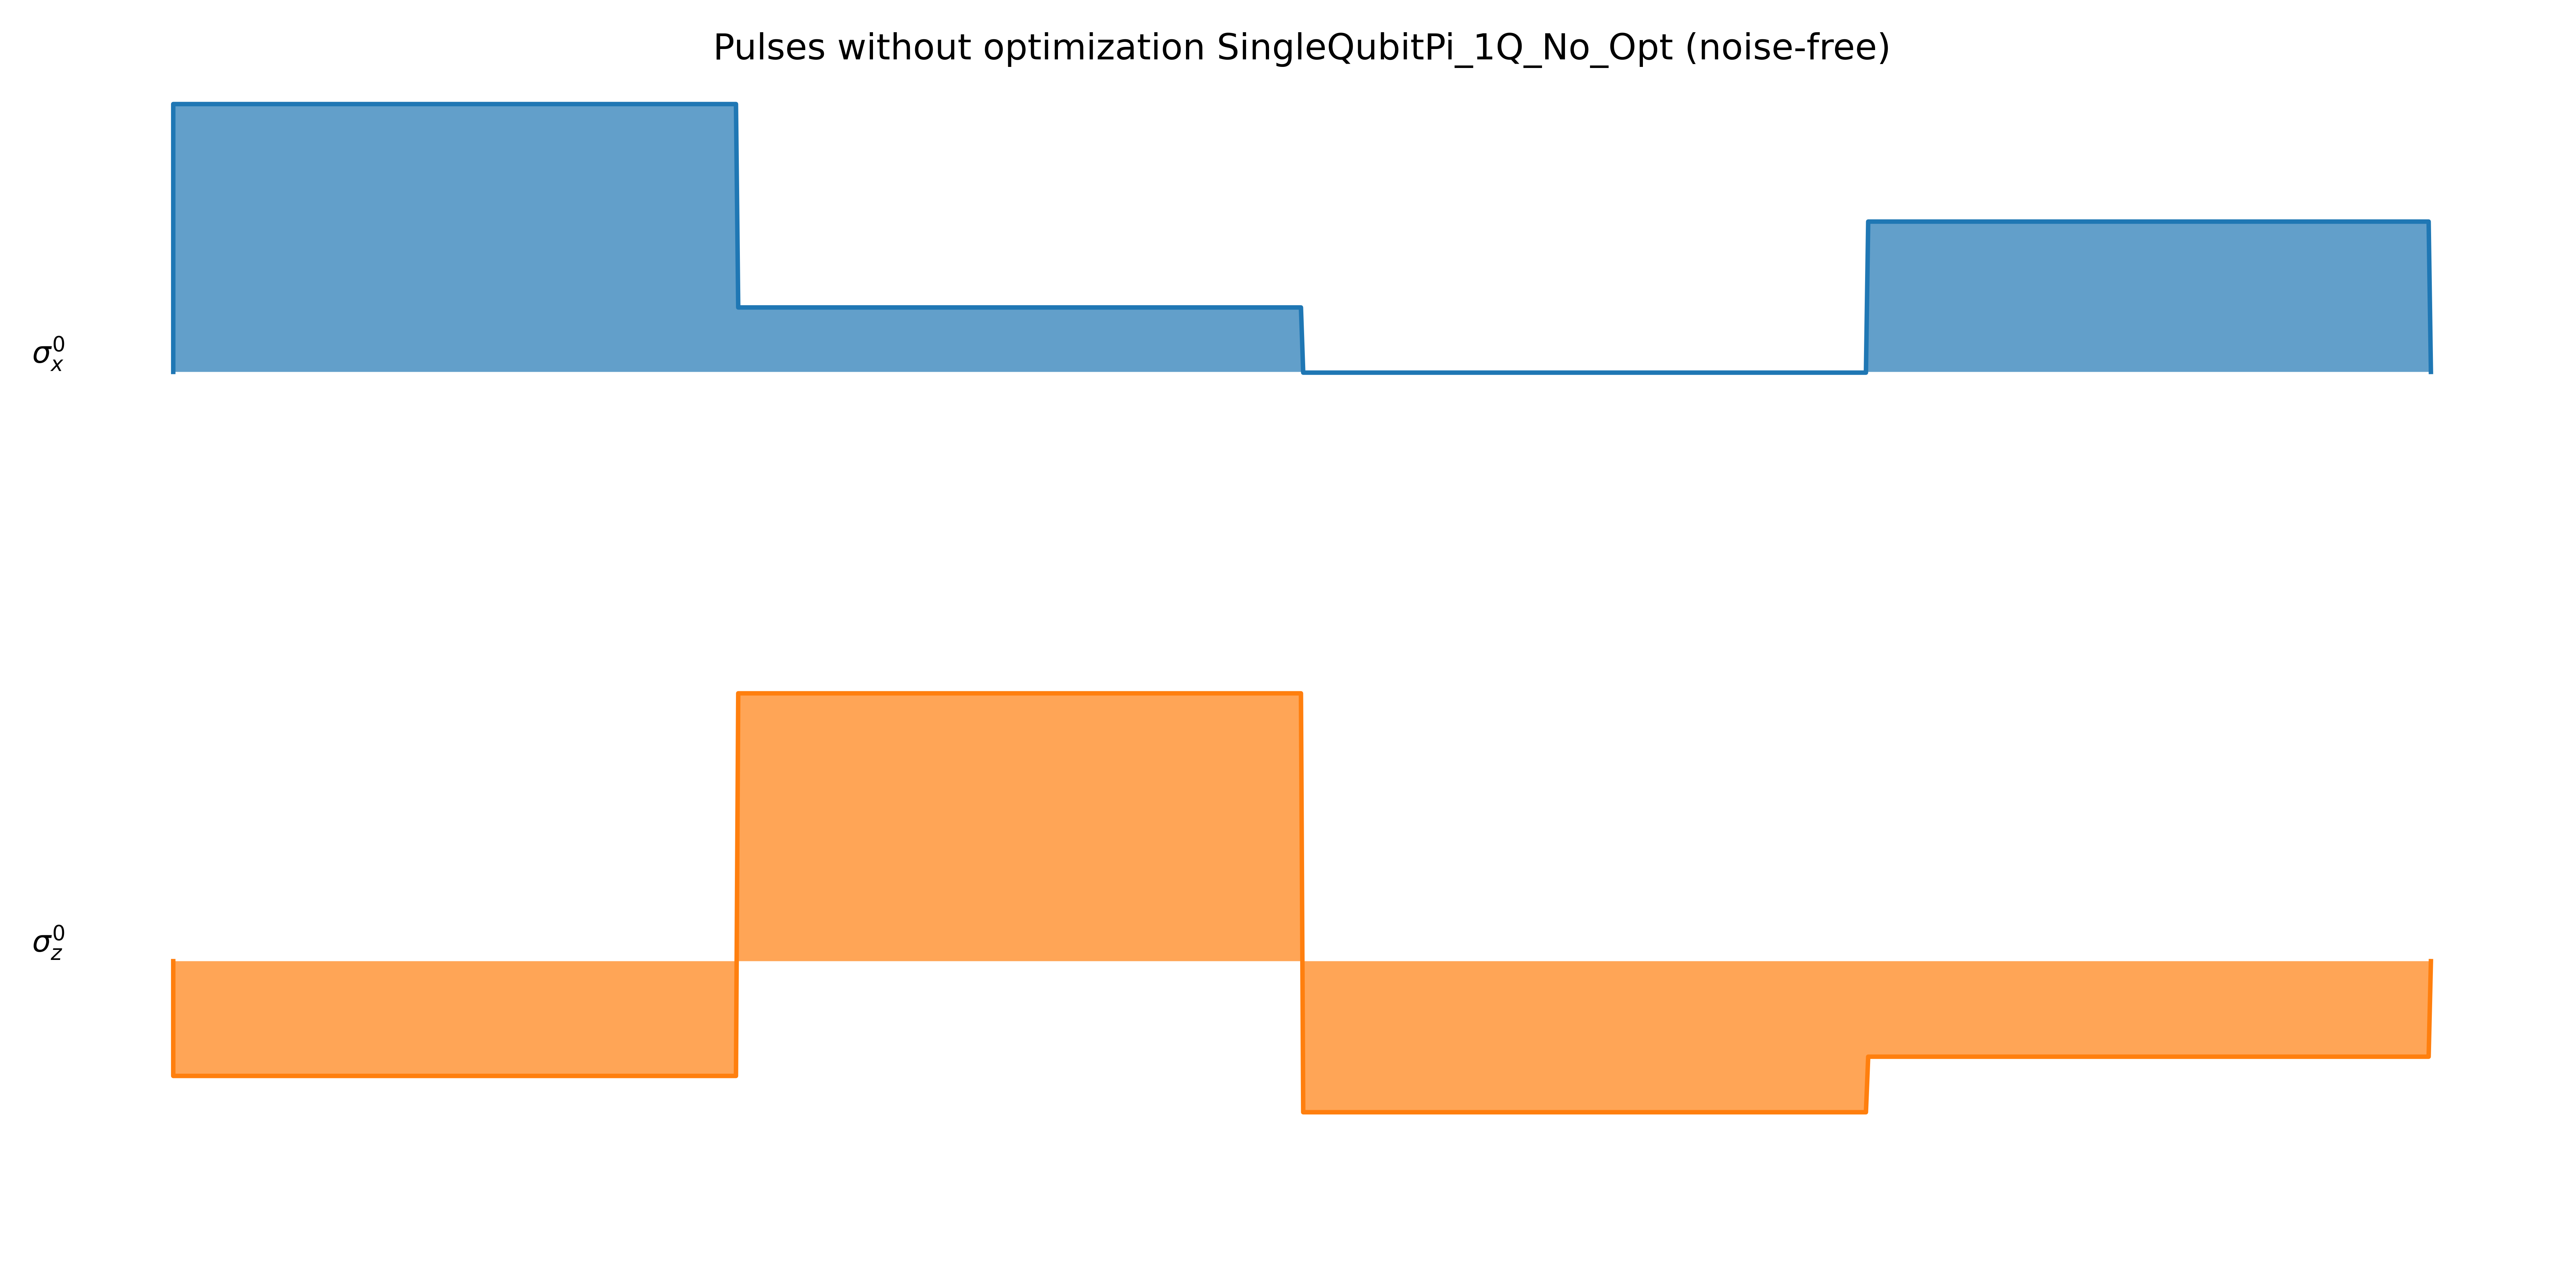 Pulses without optimization SingleQubitPi_1Q_No_Opt (noise-free)
σ_x^0
σ_z^0